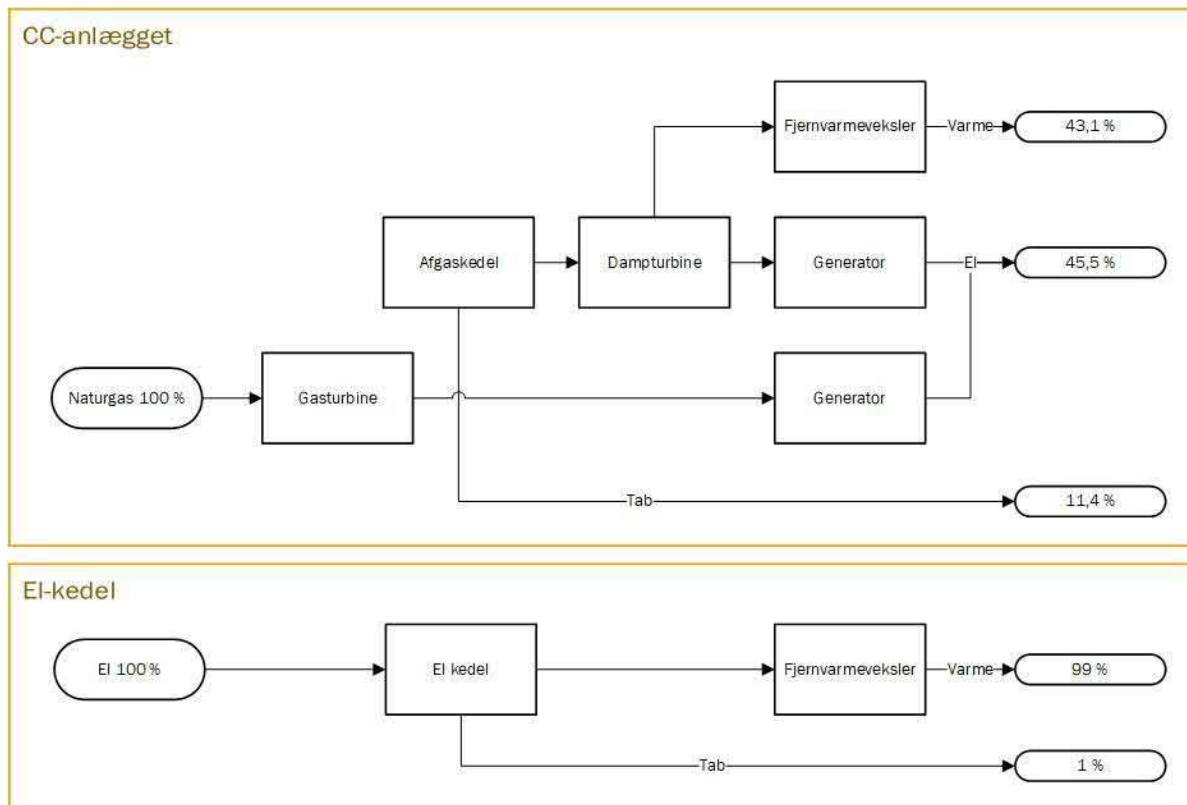 CC-anlægget
Fjernvarmeveksler
Varme
43,1 %
Afgaskedel
Dampturbine
Generator
El
45,5 %
Naturgas 100 %
Gasturbine
Generator
Tab
11,4 %
El-kedel
El 100 %
El kedel
Fjernvarmeveksler
Varme
99 %
Tab
1 %